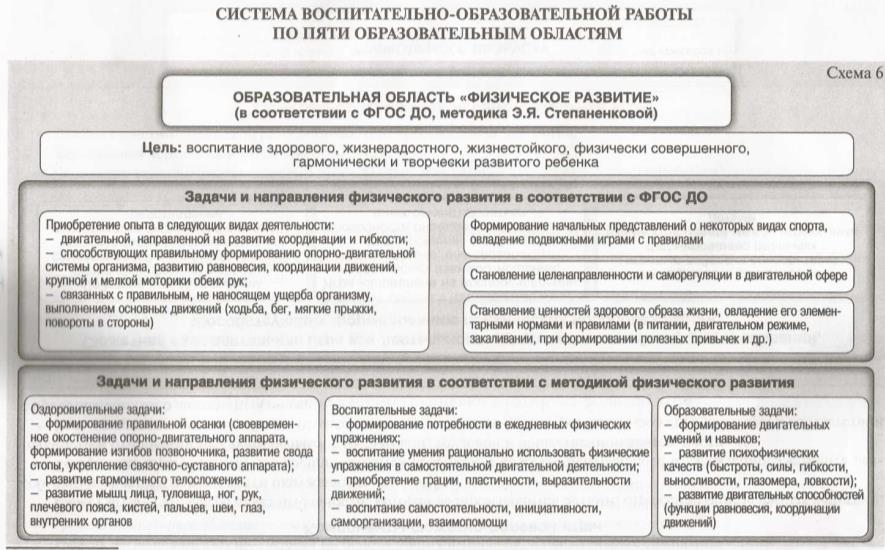 СИСТЕМА ВОСПИТАТЕЛЬНО-ОБРАЗОВАТЕЛЬНОЙ РАБОТЫ
ПО ПЯТИ ОБРАЗОВАТЕЛЬНЫМ ОБЛАСТЯМ
Схема 6
ОБРАЗОВАТЕЛЬНАЯ ОБЛАСТЬ «ФИЗИЧЕСКОЕ РАЗВИТИЕ»
(в соответствии с ФГОС ДО, методика Э.Я. Степаненковой)
Цель: воспитание здорового, жизнерадостного, жизнестойкого, физически совершенного,
гармонически и творчески развитого ребенка
Задачи и направления физического развития в соответствии с ФГОС ДО
Приобретение опыта в следующих видах деятельности:
– двигательной, направленной на развитие координации и гибкости;
– способствующих правильному формированию опорно-двигательной
системы организма, развитию равновесия, координации движений,
крупной и мелкой моторики обеих рук;
– связанных с правильным, не наносящем ущерба организму,
выполнением основных движений (ходьба, бег, мягкие прыжки,
повороты в стороны)
Формирование начальных представлений о некоторых видах спорта,
овладение подвижными играми с правилами
Становление целенаправленности и саморегуляции в двигательной сфере
Становление ценностей здорового образа жизни, овладение его элемен-
тарными нормами и правилами (в питании, двигательном режиме,
закаливании, при формировании полезных привычек и др.)
Задачи и направления физического развития в соответствии с методикой физического развития
Оздоровительные задачи:
– формирование правильной осанки (своевремен-
ное окостенение опорно-двигательного аппарата,
формирование изгибов позвоночника, развитие свода
стопы, укрепление связочно-суставного аппарата);
– развитие гармоничного телосложения;
– развитие мышц лица, туловища, ног, рук,
плечевого пояса, кистей, пальцев, шеи, глаз,
внутренних органов
Воспитательные задачи:
– формирование потребности в ежедневных физических
упражнениях;
– воспитание умения рационально использовать физические
упражнения в самостоятельной двигательной деятельности;
– приобретение грации, пластичности, выразительности
движений;
– воспитание самостоятельности, инициативности,
самоорганизации, взаимопомощи
Образовательные задачи:
– формирование двигательных
умений и навыков;
– развитие психофизических
качеств (быстроты, силы, гибкости,
выносливости, глазомера, ловкости);
– развитие двигательных способностей
(функции равновесия, координации
движений)